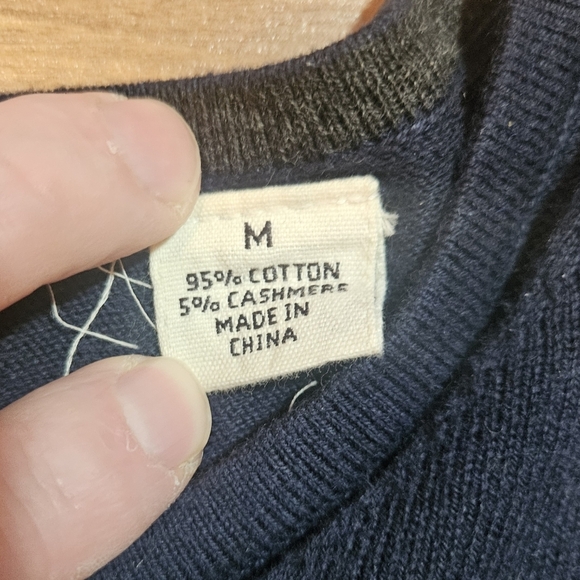 M
95% COTTON
5% CASHMERE
MADE IN
CHINA